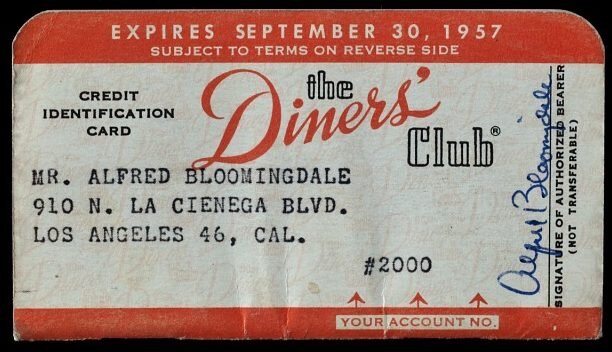 EXPIRES SEPTEMBER 30, 1957
SUBJECT TO TERMS ON REVERSE SIDE
CREDIT
IDENTIFICATION
CARD
the
Diners'
Club®
MR. ALFRED BLOOMINGDALE
910 N. LA CIENEGA BLVD.
LOS ANGELES 46, CAL.
#2000
YOUR ACCOUNT NO.
Alfred Bloomingdale
SIGNATURE OF AUTHORIZED BEARER
(NOT TRANSFERABLE)